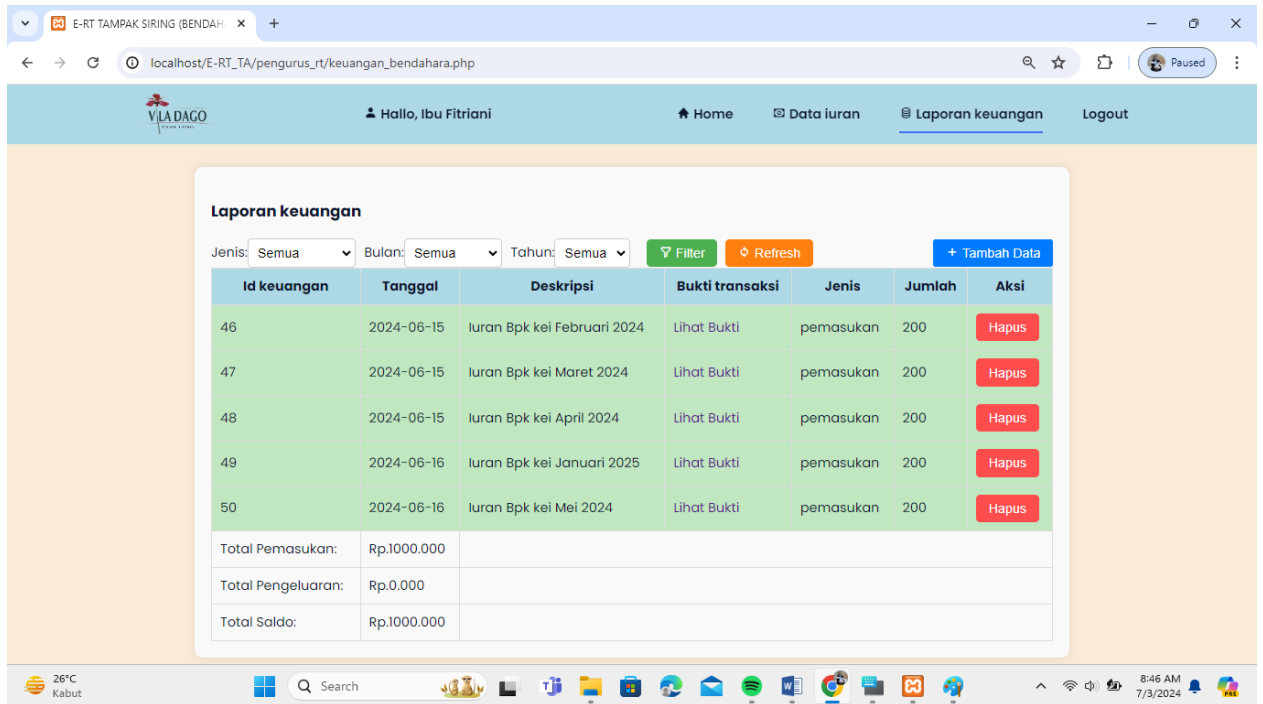 E-RT TAMPAK SIRING (BENDAH
localhost/E-RT_TA/pengurus_rt/keuangan_bendahara.php
Paused
VILA DAGO
Hallo, Ibu Fitriani
Home
Data iuran
Laporan keuangan
Logout
Laporan keuangan
Jenis: Semua Bulan: Semua Tahun: Semua Filter Refresh + Tambah Data
Id keuangan Tanggal Deskripsi Bukti transaksi Jenis Jumlah Aksi
46 2024-06-15 Iuran Bpk kei Februari 2024 Lihat Bukti pemasukan 200 Hapus
47 2024-06-15 Iuran Bpk kei Maret 2024 Lihat Bukti pemasukan 200 Hapus
48 2024-06-15 Iuran Bpk kei April 2024 Lihat Bukti pemasukan 200 Hapus
49 2024-06-16 Iuran Bpk kei Januari 2025 Lihat Bukti pemasukan 200 Hapus
50 2024-06-16 Iuran Bpk kei Mei 2024 Lihat Bukti pemasukan 200 Hapus
Total Pemasukan: Rp.1000.000
Total Pengeluaran: Rp.0.000
Total Saldo: Rp.1000.000
26°C
Kabut
Search
8:46 AM
7/3/2024
PRE